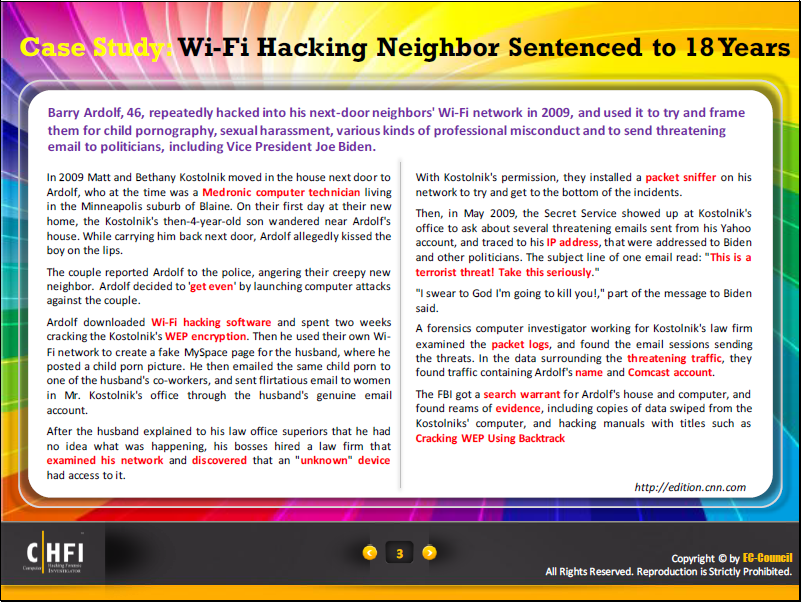 Case Study: Wi-Fi Hacking Neighbor Sentenced to 18 Years
Barry Ardolf, 46, repeatedly hacked into his next-door neighbors' Wi-Fi network in 2009, and used it to try and frame
them for child pornography, sexual harassment, various kinds of professional misconduct and to send threatening
email to politicians, including Vice President Joe Biden.
In 2009 Matt and Bethany Kostolnik moved in the house next door to
Ardolf, who at the time was a Medronic computer technician living
in the Minneapolis suburb of Blaine. On their first day at their new
home, the Kostolnik's then-4-year-old son wandered near Ardolf's
house. While carrying him back next door, Ardolf allegedly kissed the
boy on the lips.
The couple reported Ardolf to the police, angering their creepy new
neighbor. Ardolf decided to 'get even' by launching computer attacks
against the couple.
Ardolf downloaded Wi-Fi hacking software and spent two weeks
cracking the Kostolnik's WEP encryption. Then he used their own Wi-
Fi network to create a fake MySpace page for the husband, where he
posted a child porn picture. He then emailed the same child porn to
one of the husband's co-workers, and sent flirtatious email to women
in Mr. Kostolnik's office through the husband's genuine email
account.
After the husband explained to his law office superiors that he had
no idea what was happening, his bosses hired a law firm that
examined his network and discovered that an "unknown" device
had access to it.
With Kostolnik's permission, they installed a packet sniffer on his
network to try and get to the bottom of the incidents.
Then, in May 2009, the Secret Service showed up at Kostolnik's
office to ask about several threatening emails sent from his Yahoo
account, and traced to his IP address, that were addressed to Biden
and other politicians. The subject line of one email read: "This is a
terrorist threat! Take this seriously."
"I swear to God I'm going to kill you!," part of the message to Biden
said.
A forensics computer investigator working for Kostolnik's law firm
examined the packet logs, and found the email sessions sending
the threats. In the data surrounding the threatening traffic, they
found traffic containing Ardolf's name and Comcast account.
The FBI got a search warrant for Ardolf's house and computer, and
found reams of evidence, including copies of data swiped from the
Kostolniks' computer, and hacking manuals with titles such as
Cracking WEP Using Backtrack
http://edition.cnn.com
CHFI
Computer Hacking Forensic
INVESTIGATOR
3
Copyright © by EC-Council
All Rights Reserved. Reproduction is Strictly Prohibited.